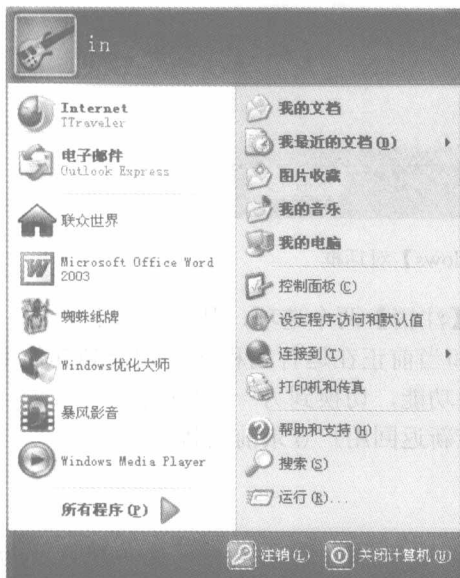 in
Internet
TTraveler
电子邮件
Outlook Express
联众世界
Microsoft Office Word
2003
蜘蛛纸牌
Windows优化大师
暴风影音
Windows Media Player
所有程序(P)
我的文档
我最近的文档(D)
图片收藏
我的音乐
我的电脑
控制面板(C)
设定程序访问和默认值
连接到(T)
打印机和传真
帮助和支持(H)
搜索(S)
运行(R)...
注销(L)
关闭计算机(U)